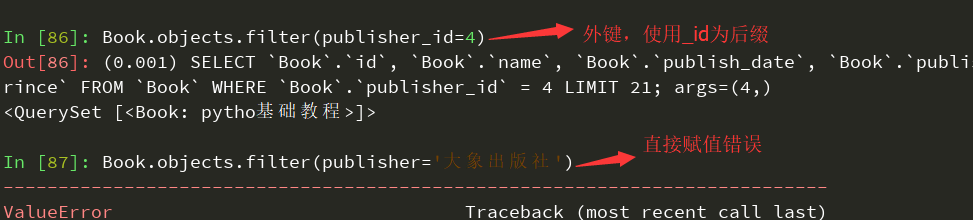 In [86]: Book.objects.filter(publisher_id=4) 外键，使用_id为后缀
Out[86]: (0.001) SELECT `Book`.`id`, `Book`.`name`, `Book`.`publish_date`, `Book`.`publi
rince` FROM `Book` WHERE `Book`.`publisher_id` = 4 LIMIT 21; args=(4,)
<QuerySet [<Book: pytho基础教程>]>
In [87]: Book.objects.filter(publisher='大象出版社') 直接赋值错误
---------------------------------------------------------------------------
ValueError                                Traceback (most recent call last)